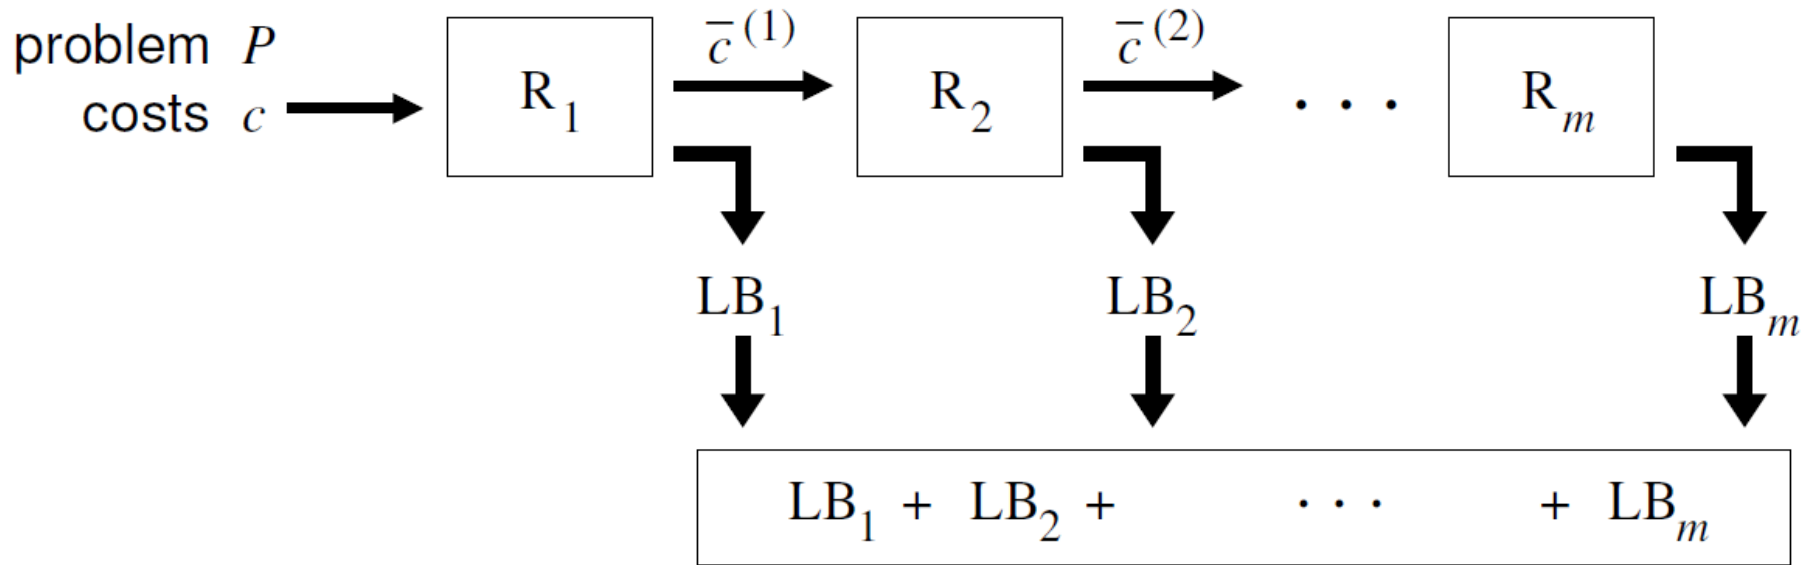 problem P
costs c
R₁ c̅⁽¹⁾ R₂ c̅⁽²⁾ · · · Rₘ
LB₁ LB₂ LBₘ
LB₁ + LB₂ + · · · + LBₘ